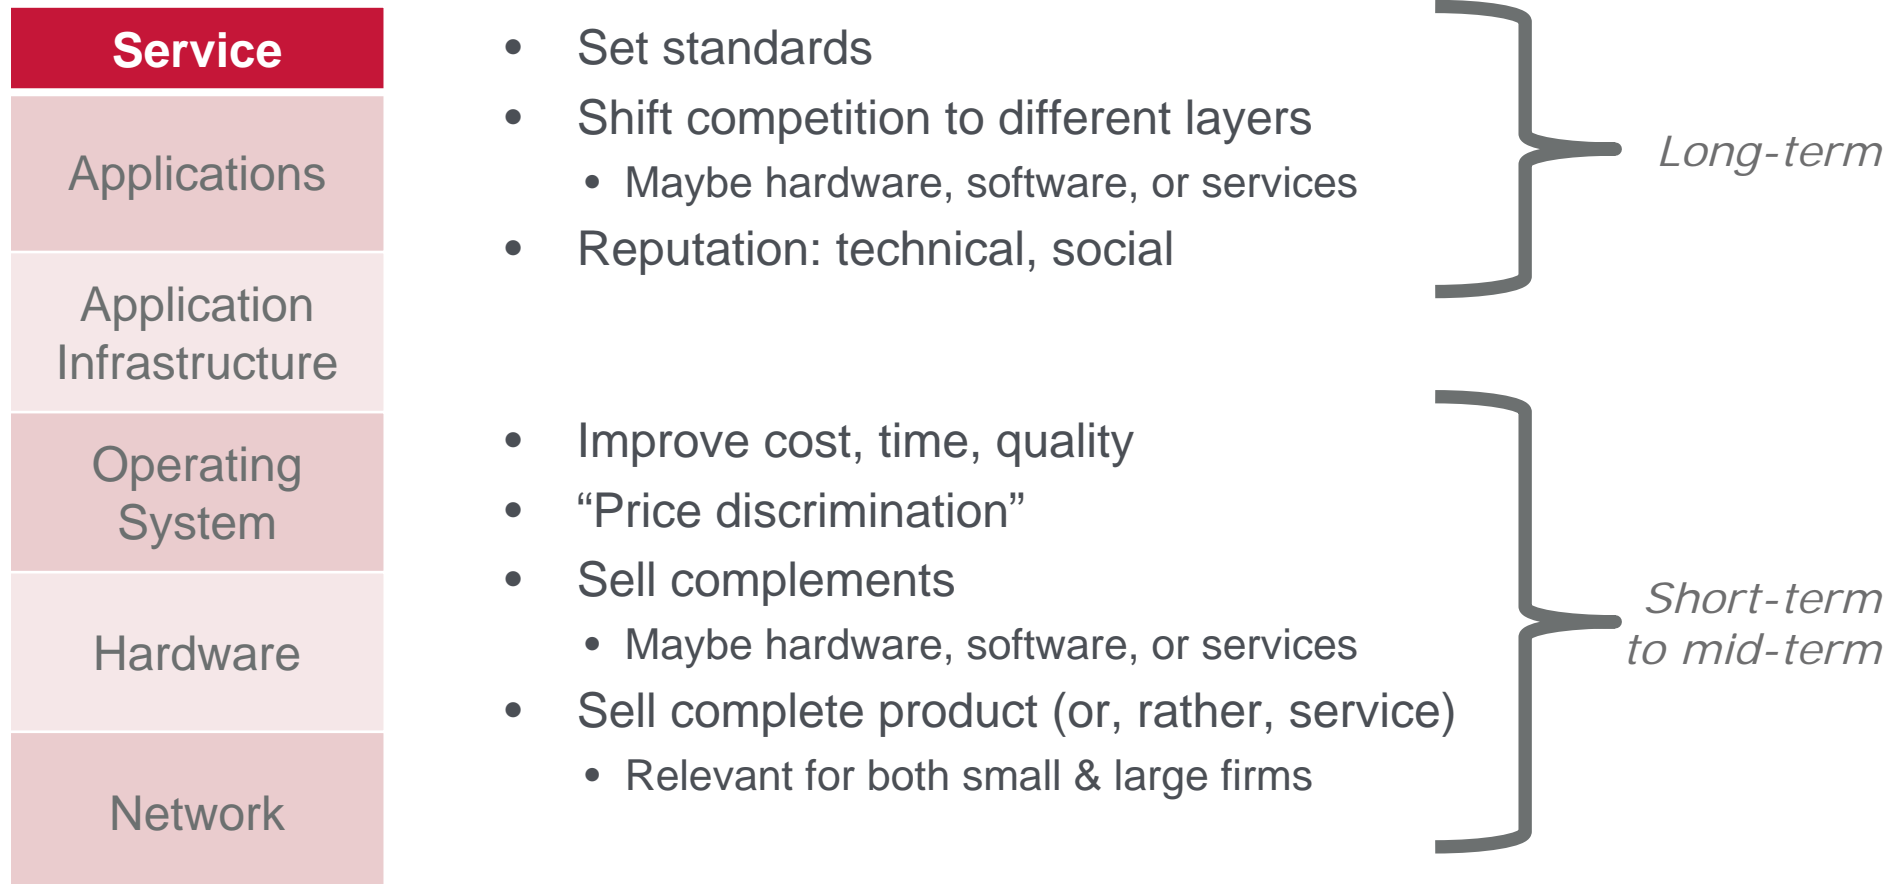 Service
Applications
Application
Infrastructure
Operating
System
Hardware
Network
• Set standards
• Shift competition to different layers
• Maybe hardware, software, or services
• Reputation: technical, social
Long-term
• Improve cost, time, quality
• “Price discrimination”
• Sell complements
• Maybe hardware, software, or services
• Sell complete product (or, rather, service)
• Relevant for both small & large firms
Short-term
to mid-term